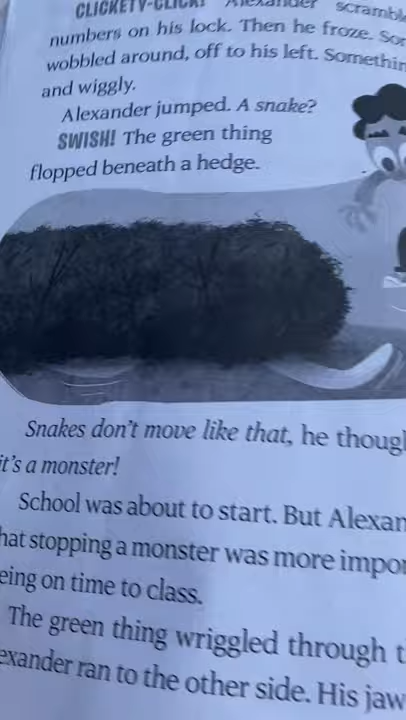 CLICKETY-CLICK! Alexander scramble
numbers on his lock. Then he froze. Som
wobbled around, off to his left. Somethin
and wiggly.
Alexander jumped. A snake?
SWISH! The green thing
flopped beneath a hedge.
Snakes don't move like that, he thoug
it's a monster!
School was about to start. But Alexan
hat stopping a monster was more impor
eing on time to class.
The green thing wriggled through t
exander ran to the other side. His jaw